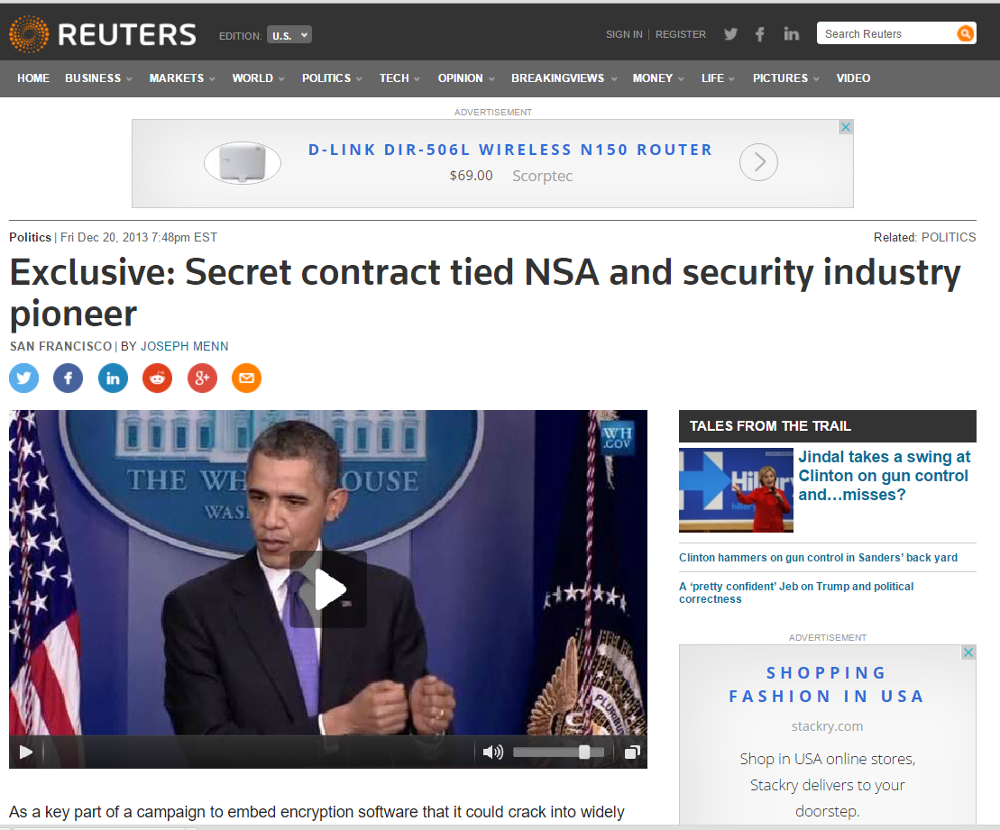 REUTERS
EDITION: U.S.
SIGN IN | REGISTER
Search Reuters
HOME BUSINESS MARKETS WORLD POLITICS TECH OPINION BREAKINGVIEWS MONEY LIFE PICTURES VIDEO
ADVERTISEMENT
D-LINK DIR-506L WIRELESS N150 ROUTER
$69.00 Scorptec
Politics | Fri Dec 20, 2013 7:48pm EST
Related: POLITICS
Exclusive: Secret contract tied NSA and security industry
pioneer
SAN FRANCISCO | BY JOSEPH MENN
WH
.GOV
THE WH OUSE
WAS
TALES FROM THE TRAIL
Jindal takes a swing at
Clinton on gun control
and…misses?
Clinton hammers on gun control in Sanders’ back yard
A ‘pretty confident’ Jeb on Trump and political
correctness
ADVERTISEMENT
SHOPPING
FASHION IN USA
stackry.com
Shop in USA online stores,
Stackry delivers to your
doorstep.
As a key part of a campaign to embed encryption software that it could crack into widely